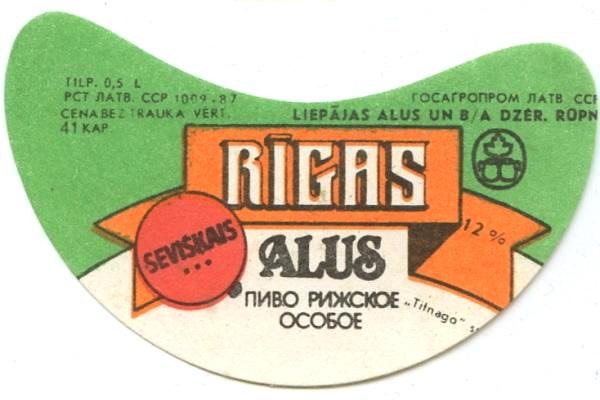 TILP. 0,5 L
РСТ ЛАТВ. ССР 1009-87
CENA BEZ TRAUKA VĒRT.
41 KAP.
ГОСАГРОПРОМ ЛАТВ ССР
LIEPĀJAS ALUS UN B/A DZĒR. RŪPN
RĪGAS
12 %
SEVIŠĶAIS
***
ALUS
ПИВО РИЖСКОЕ
ОСОБОЕ
„Titnago"